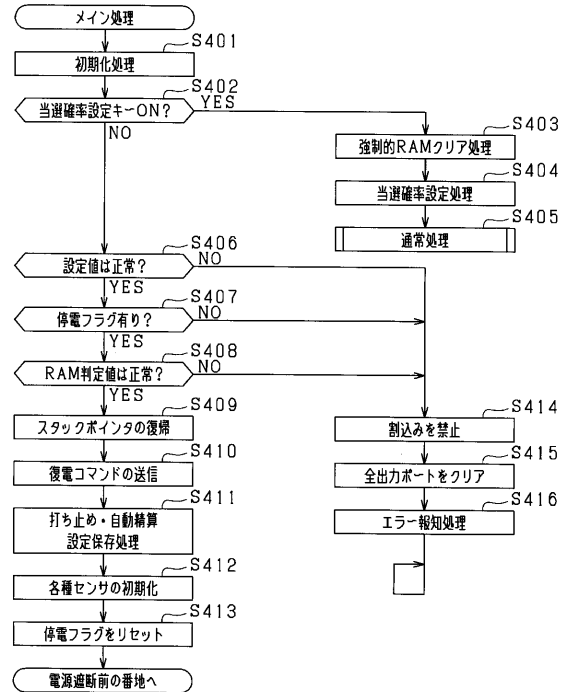 メイン処理
S401
初期化処理
S402
当選確率設定キーON?
YES
NO
S403
強制的RAMクリア処理
S404
当選確率設定処理
S405
通常処理
S406
設定値は正常?
NO
YES
S407
停電フラグ有り?
NO
YES
S408
RAM判定値は正常?
NO
YES
S409
スタックポインタの復帰
S410
復電コマンドの送信
S411
打ち止め・自動精算
設定保存処理
S412
各種センサの初期化
S413
停電フラグをリセット
電源遮断前の番地へ
S414
割込みを禁止
S415
全出力ポートをクリア
S416
エラー報知処理